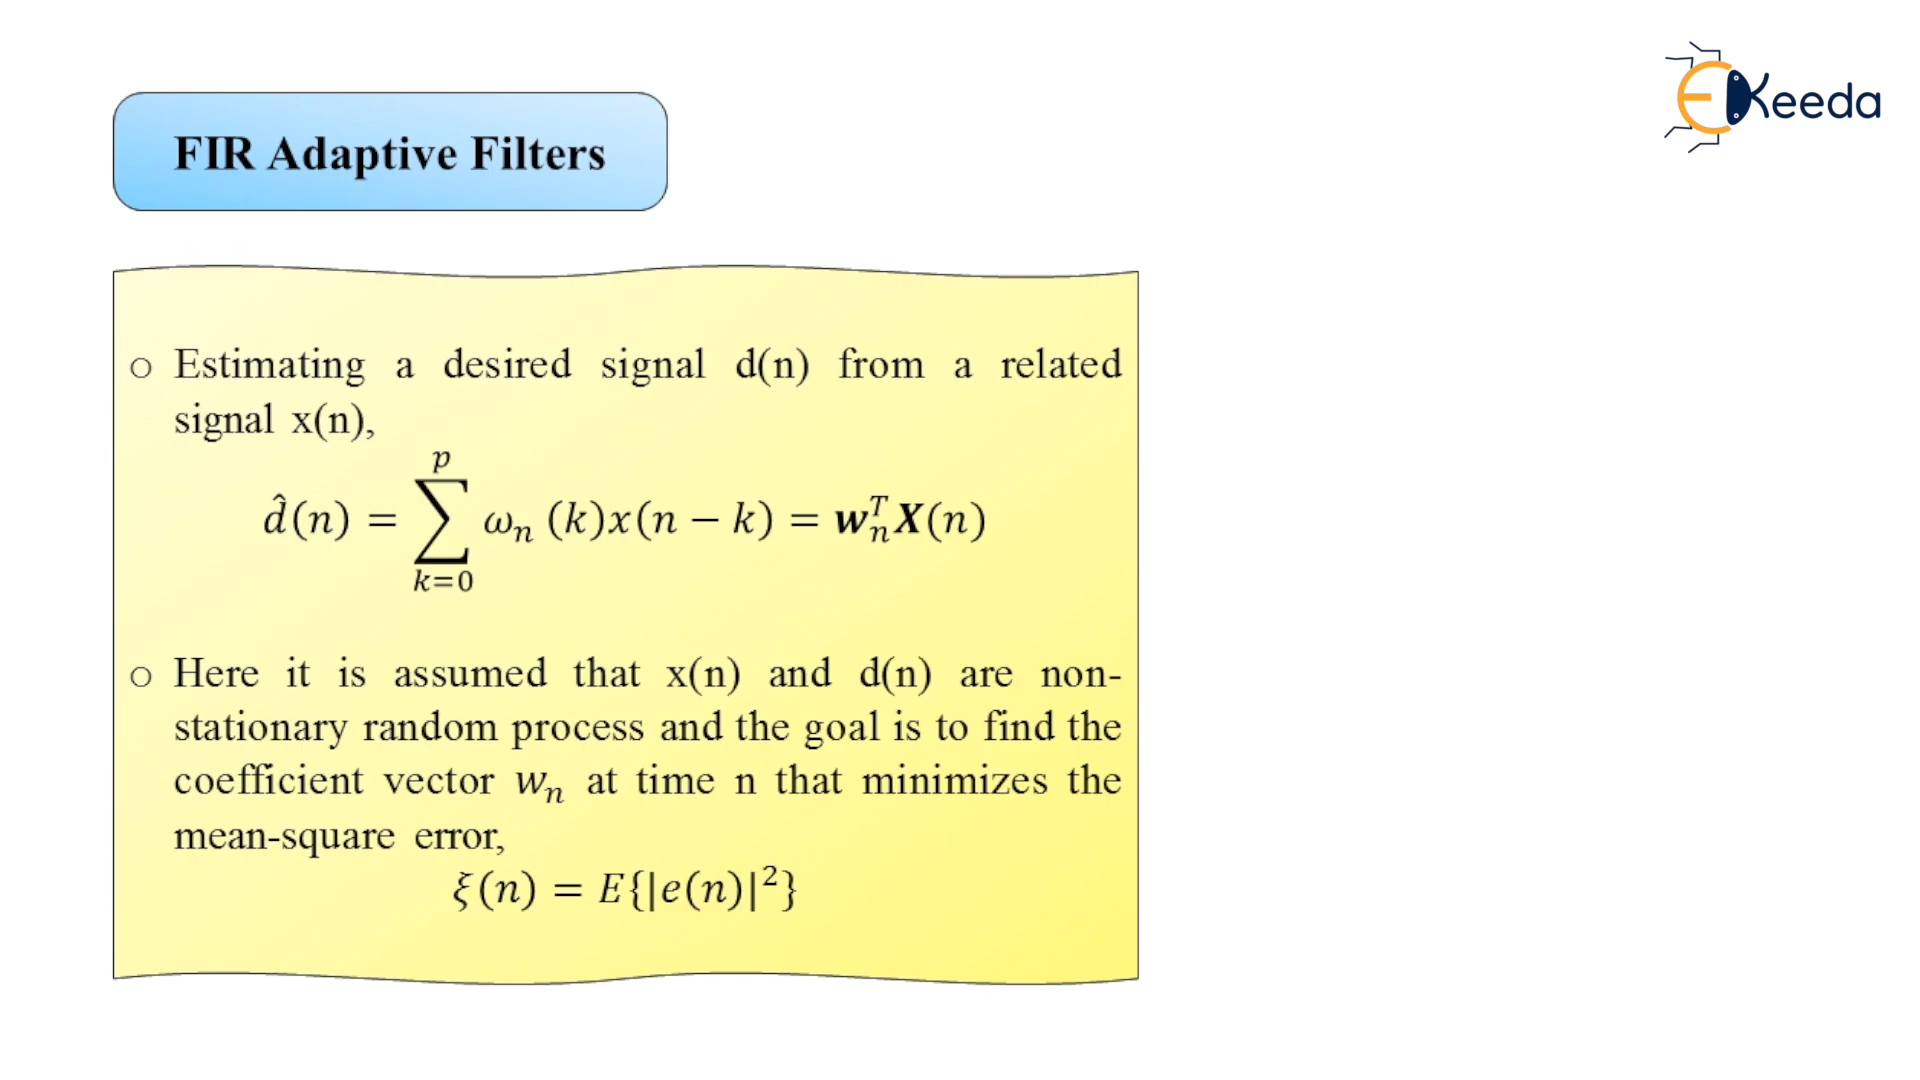 EKeeda
FIR Adaptive Filters
o Estimating a desired signal d(n) from a related
signal x(n),
d̂(n) = ∑_{k=0}^{p} ω_n (k)x(n − k) = 𝒘_n^T 𝑿(n)
o Here it is assumed that x(n) and d(n) are non-
stationary random process and the goal is to find the
coefficient vector w_n at time n that minimizes the
mean-square error,
ξ(n) = E{|e(n)|²}